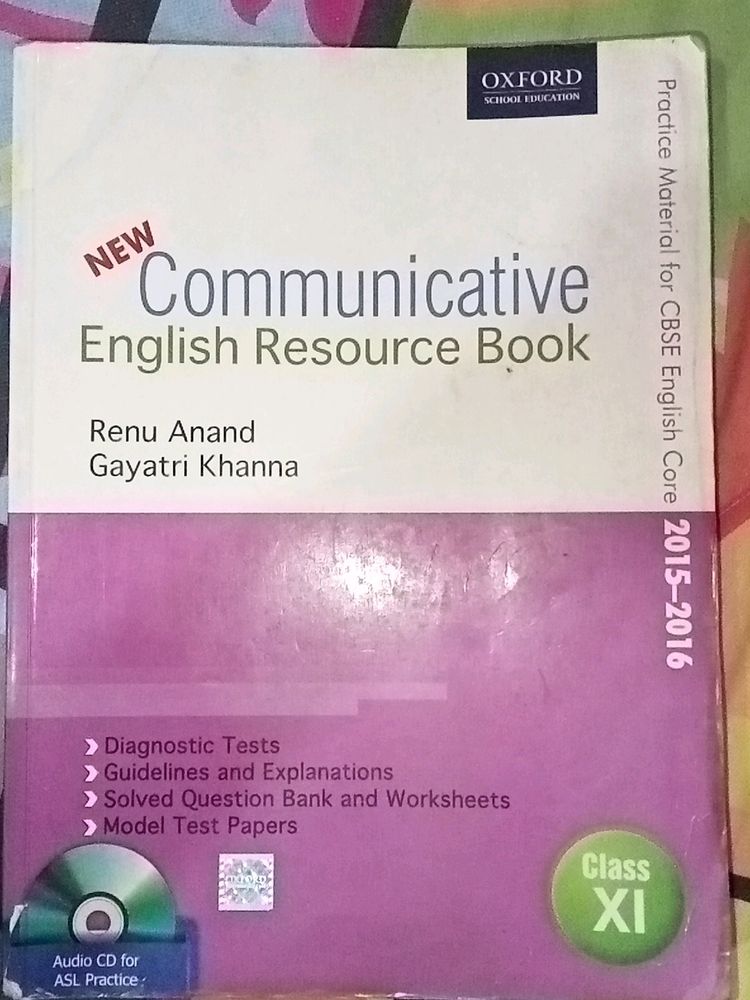 OXFORD
SCHOOL EDUCATION
Practice Material for CBSE English Core 2015–2016
NEW
Communicative
English Resource Book
Renu Anand
Gayatri Khanna
Diagnostic Tests
Guidelines and Explanations
Solved Question Bank and Worksheets
Model Test Papers
Class
XI
Audio CD for
ASL Practice